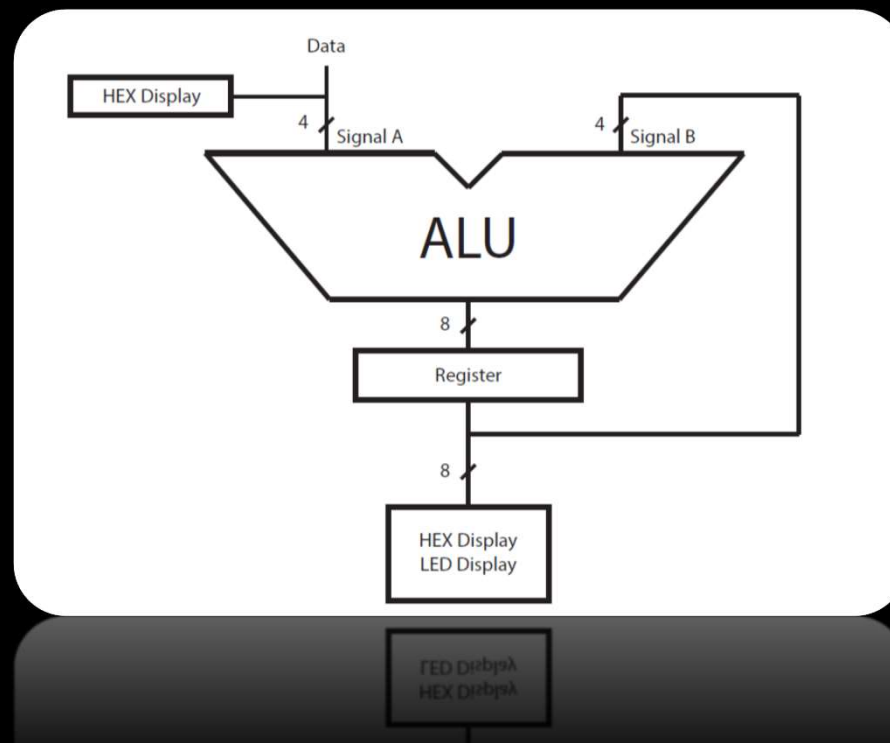 Data
HEX Display
4
Signal A
4
Signal B
ALU
8
Register
8
HEX Display
LED Display